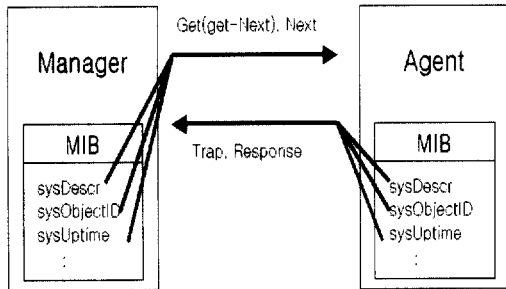 Get(get-Next), Next
Manager
Agent
Trap, Response
MIB
sysDescr
sysObjectID
sysUptime
:
MIB
sysDescr
sysObjectID
sysUptime
: